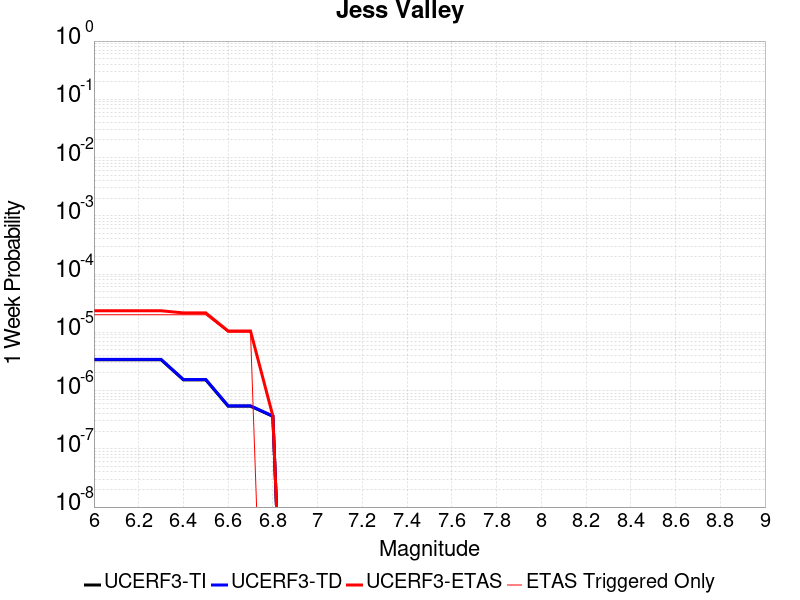 Jess Valley
1 Week Probability
10^0
10^-1
10^-2
10^-3
10^-4
10^-5
10^-6
10^-7
10^-8
6 6.2 6.4 6.6 6.8 7 7.2 7.4 7.6 7.8 8 8.2 8.4 8.6 8.8 9
Magnitude
UCERF3-TI UCERF3-TD UCERF3-ETAS ETAS Triggered Only